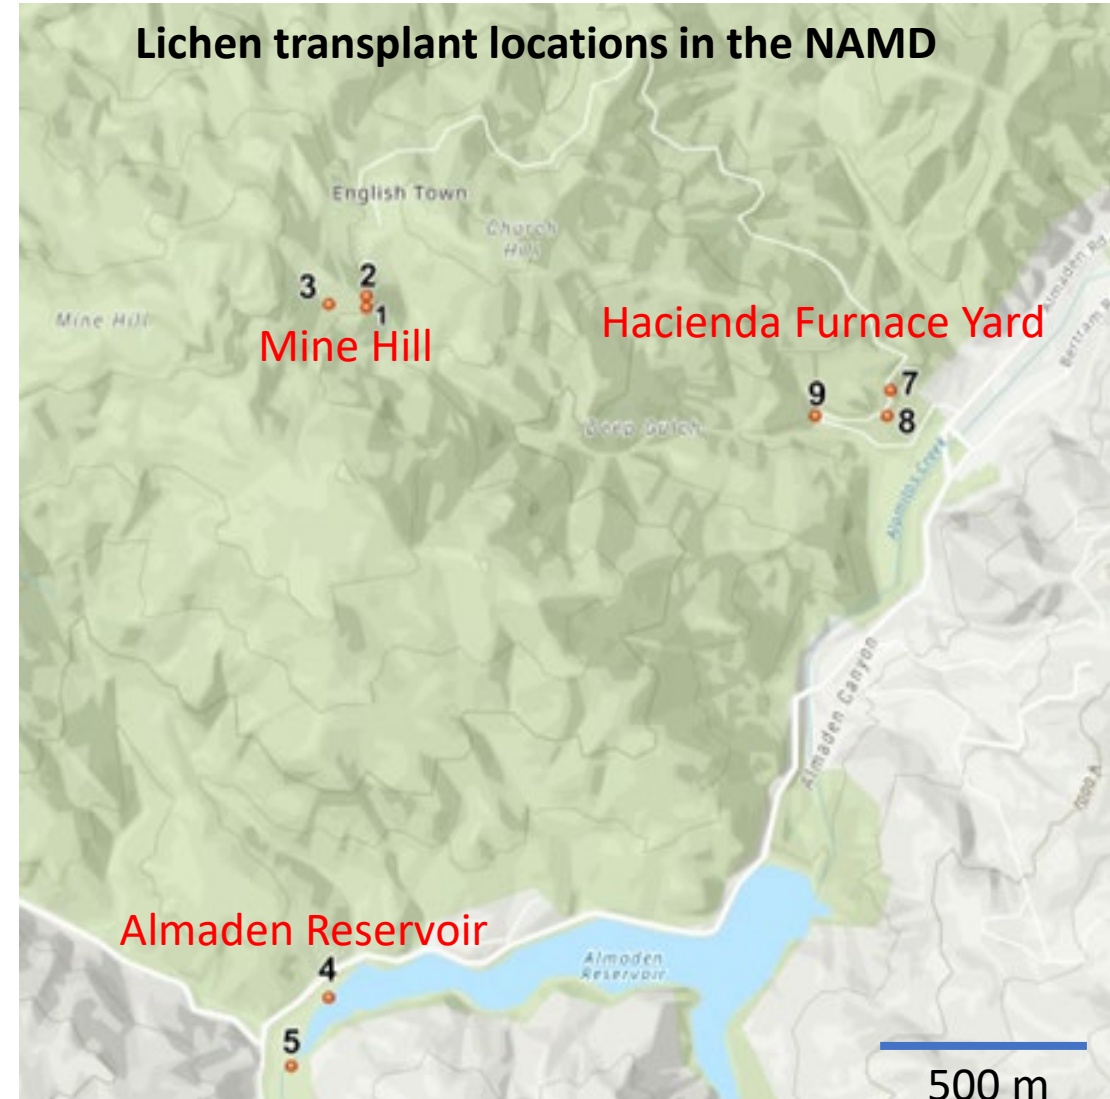 Lichen transplant locations in the NAMD
English Town
Church
Hill
2
3
1
Mine Hill
Mine Hill
Hacienda Furnace Yard
Almaden Rd
Bertram R
7
9
8
Deep Gulch
Alamitos Creek
Almaden Canyon
Almaden Reservoir
4
Almaden
Reservoir
5
500 m